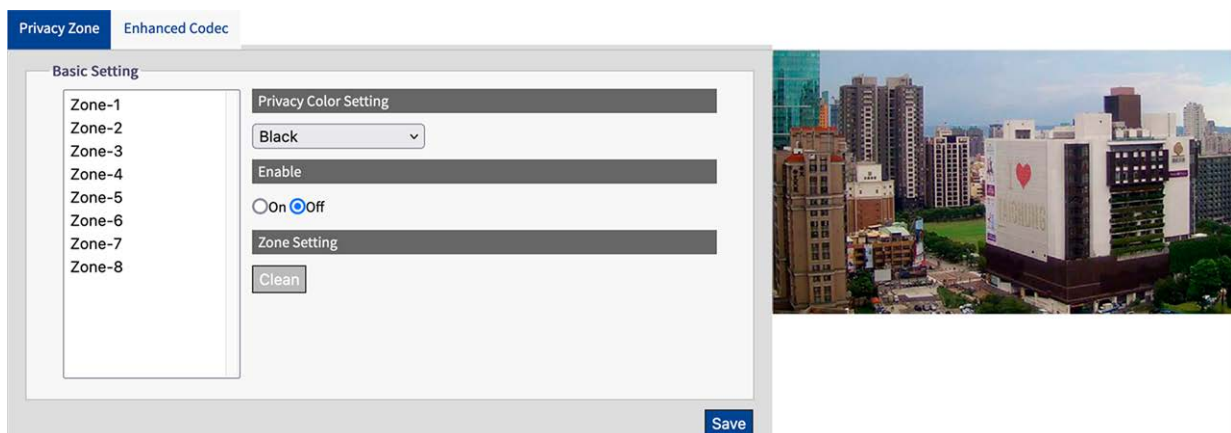 Privacy Zone
Enhanced Codec
Basic Setting
Zone-1
Zone-2
Zone-3
Zone-4
Zone-5
Zone-6
Zone-7
Zone-8
Privacy Color Setting
Black
Enable
On Off
Zone Setting
Clean
I ❤
TAICHUNG
Save